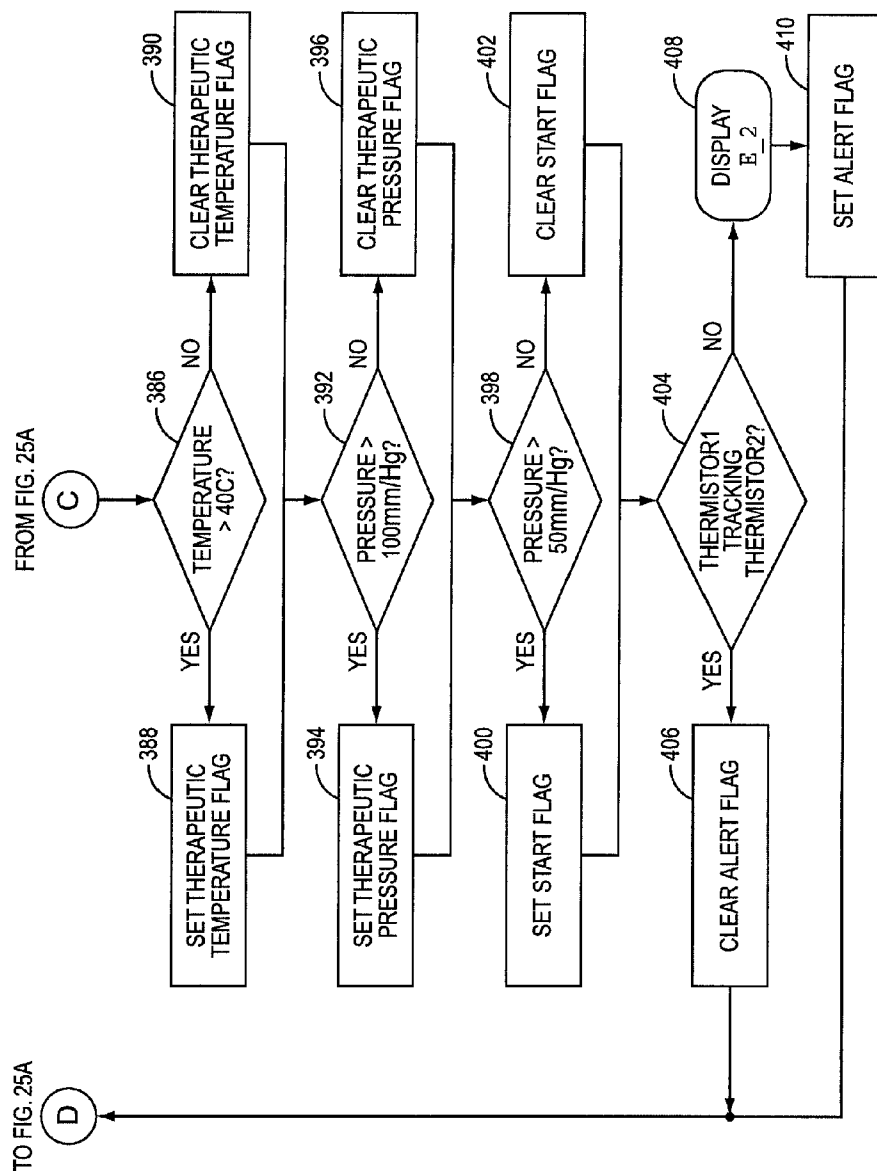 FROM FIG. 25A
C
386
TEMPERATURE
> 40C?
YES
NO
388
SET THERAPEUTIC
TEMPERATURE FLAG
390
CLEAR THERAPEUTIC
TEMPERATURE FLAG
392
PRESSURE >
100mm/Hg?
YES
NO
394
SET THERAPEUTIC
PRESSURE FLAG
396
CLEAR THERAPEUTIC
PRESSURE FLAG
398
PRESSURE >
50mm/Hg?
YES
NO
400
SET START FLAG
402
CLEAR START FLAG
404
THERMISTOR1
TRACKING
THERMISTOR2?
YES
NO
406
CLEAR ALERT FLAG
408
DISPLAY
E_2
410
SET ALERT FLAG
TO FIG. 25A
D